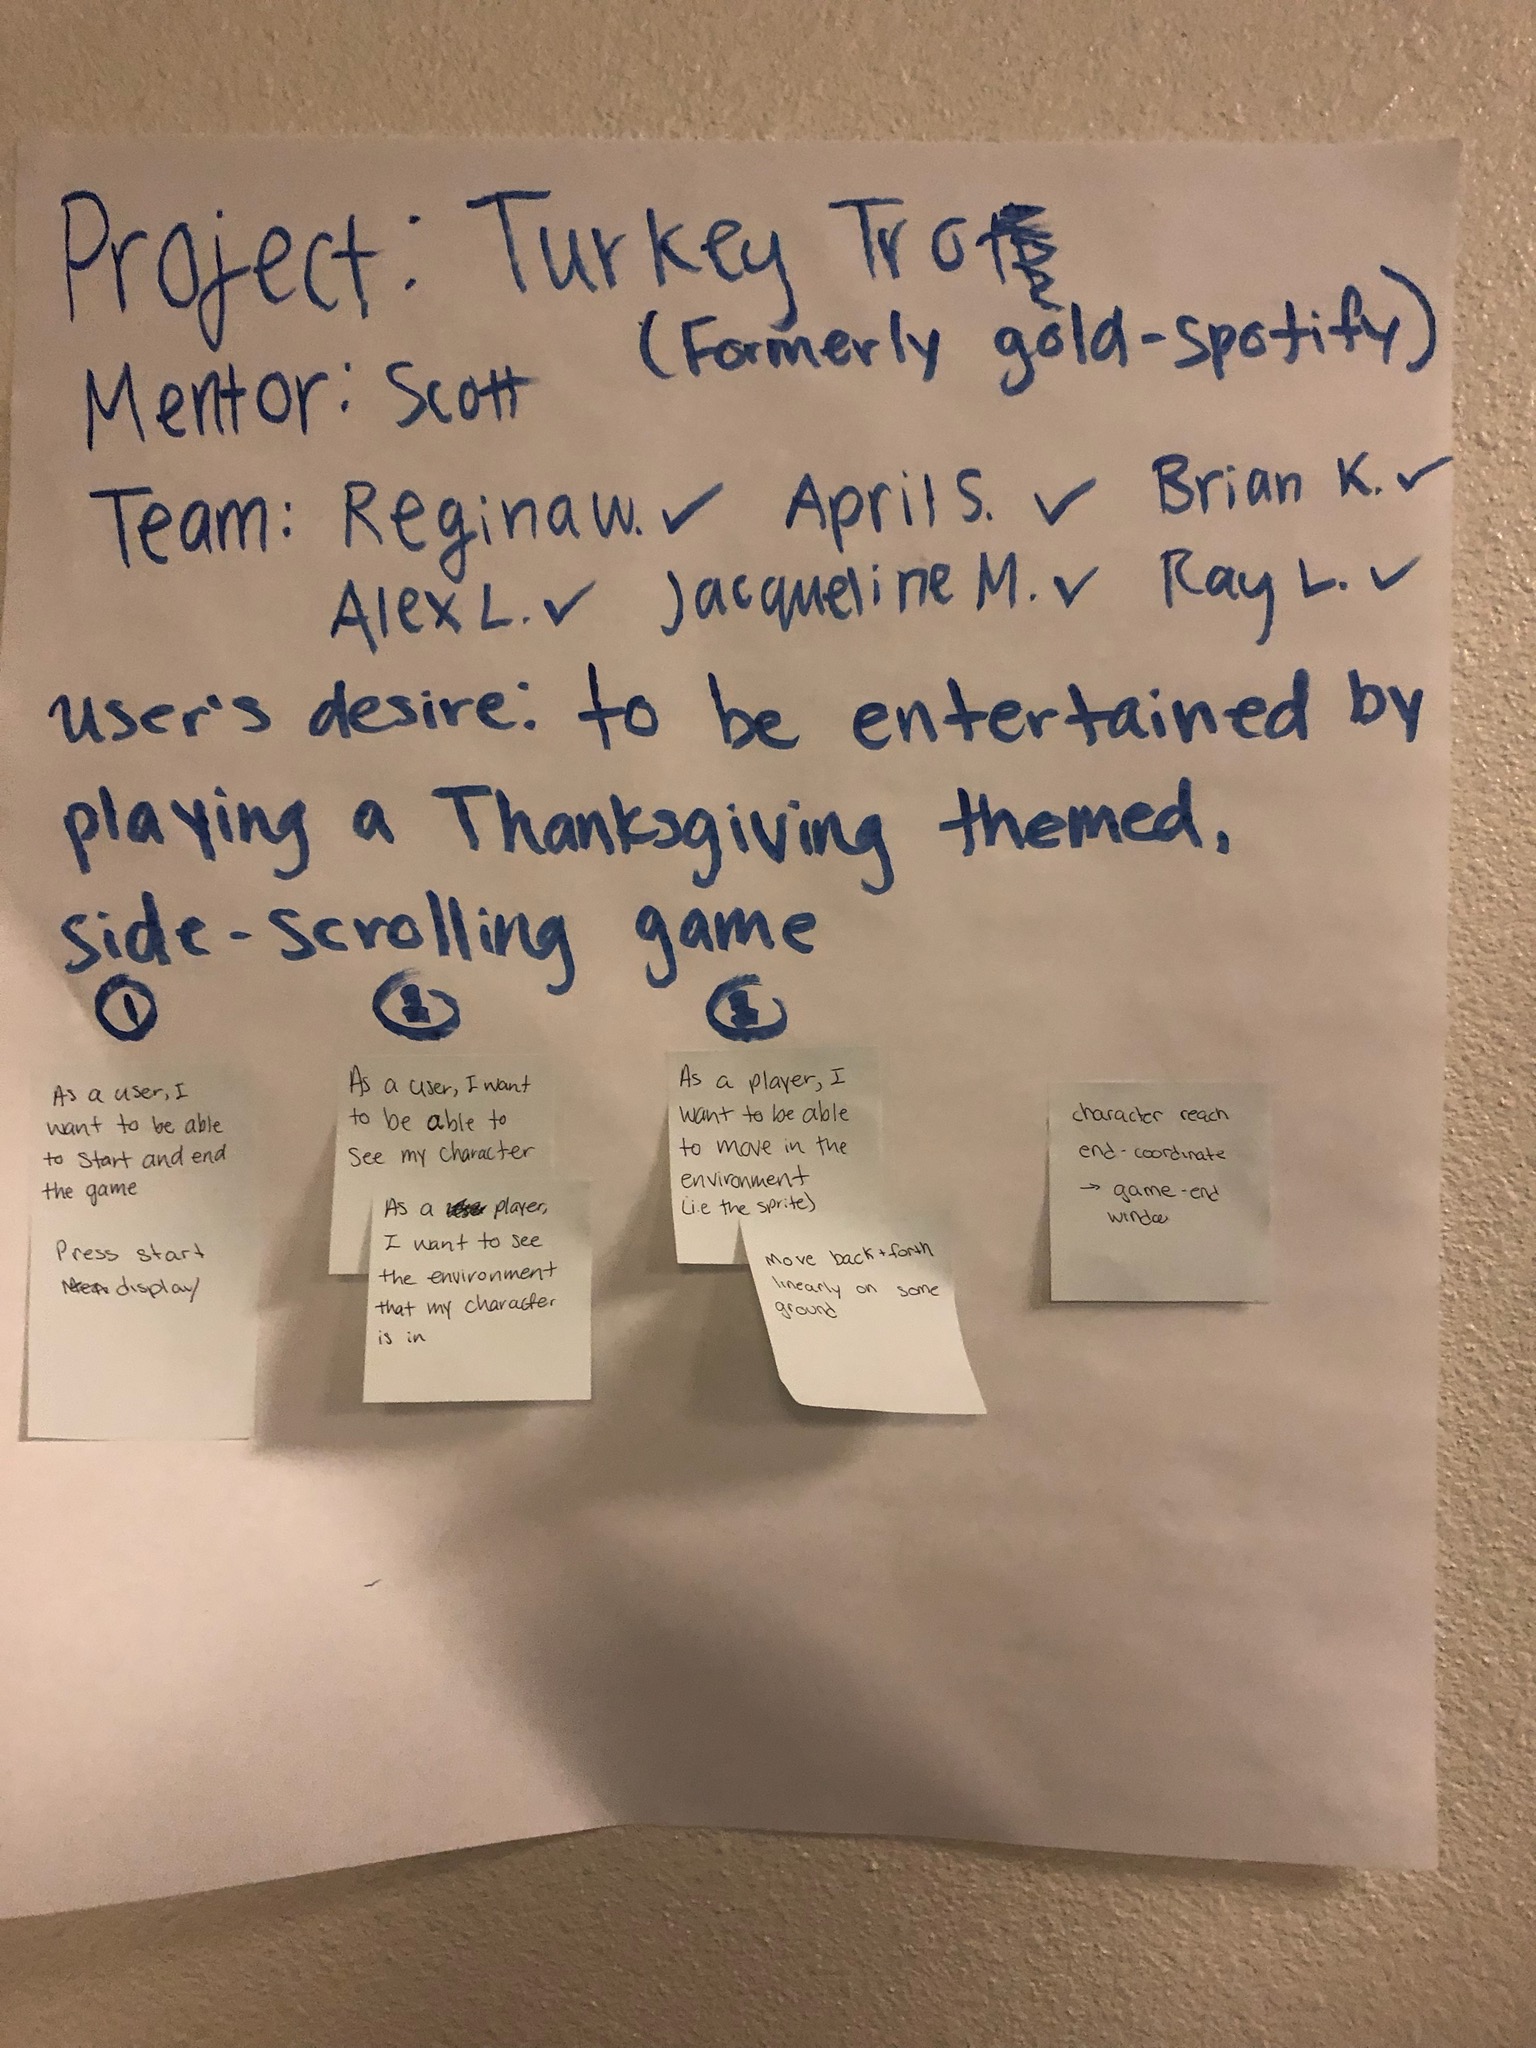 Project: Turkey Trot
(Formerly gold-spotify)
Mentor: Scott
Team: Regina W. ✓ April S. ✓ Brian K. ✓
Alex L. ✓ Jacqueline M. ✓ Ray L. ✓
user's desire: to be entertained by
playing a Thanksgiving themed,
side-scrolling game
1
As a user, I
want to be able
to start and end
the game
Press start
display
As a user, I want
to be able to
see my character
As a player,
I want to see
the environment
that my character
is in
As a player, I
want to be able
to move in the
environment
(i.e the sprite)
move back + forth
linearly on some
ground
character reach
end-coordinate
→ game-end
window